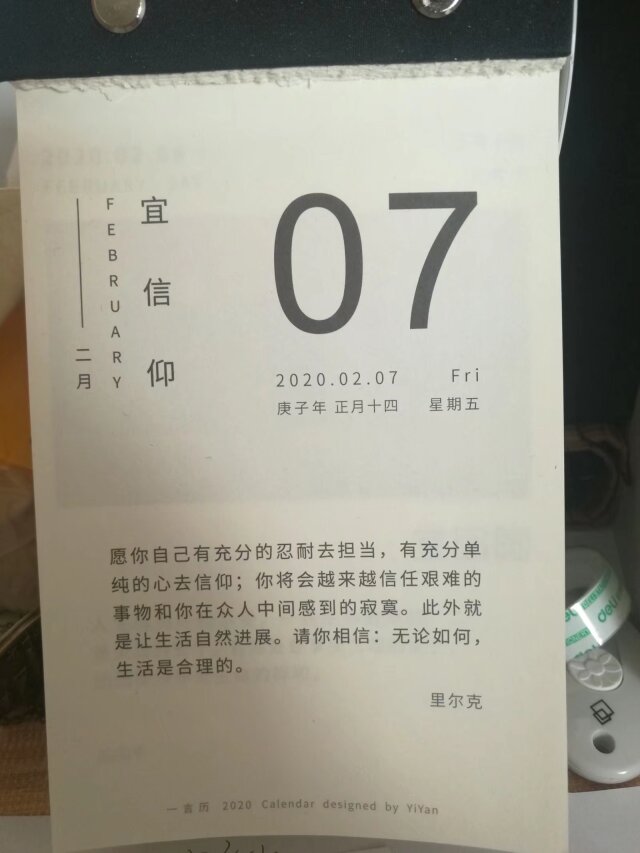 宜信仰
FEBRUARY
二月
07
2020.02.07 Fri
庚子年 正月十四 星期五
愿你自己有充分的忍耐去担当，有充分单
纯的心去信仰；你将会越来越信任艰难的
事物和你在众人中间感到的寂寞。此外就
是让生活自然进展。请你相信：无论如何，
生活是合理的。
里尔克
一言历 2020 Calendar designed by YiYan
deli